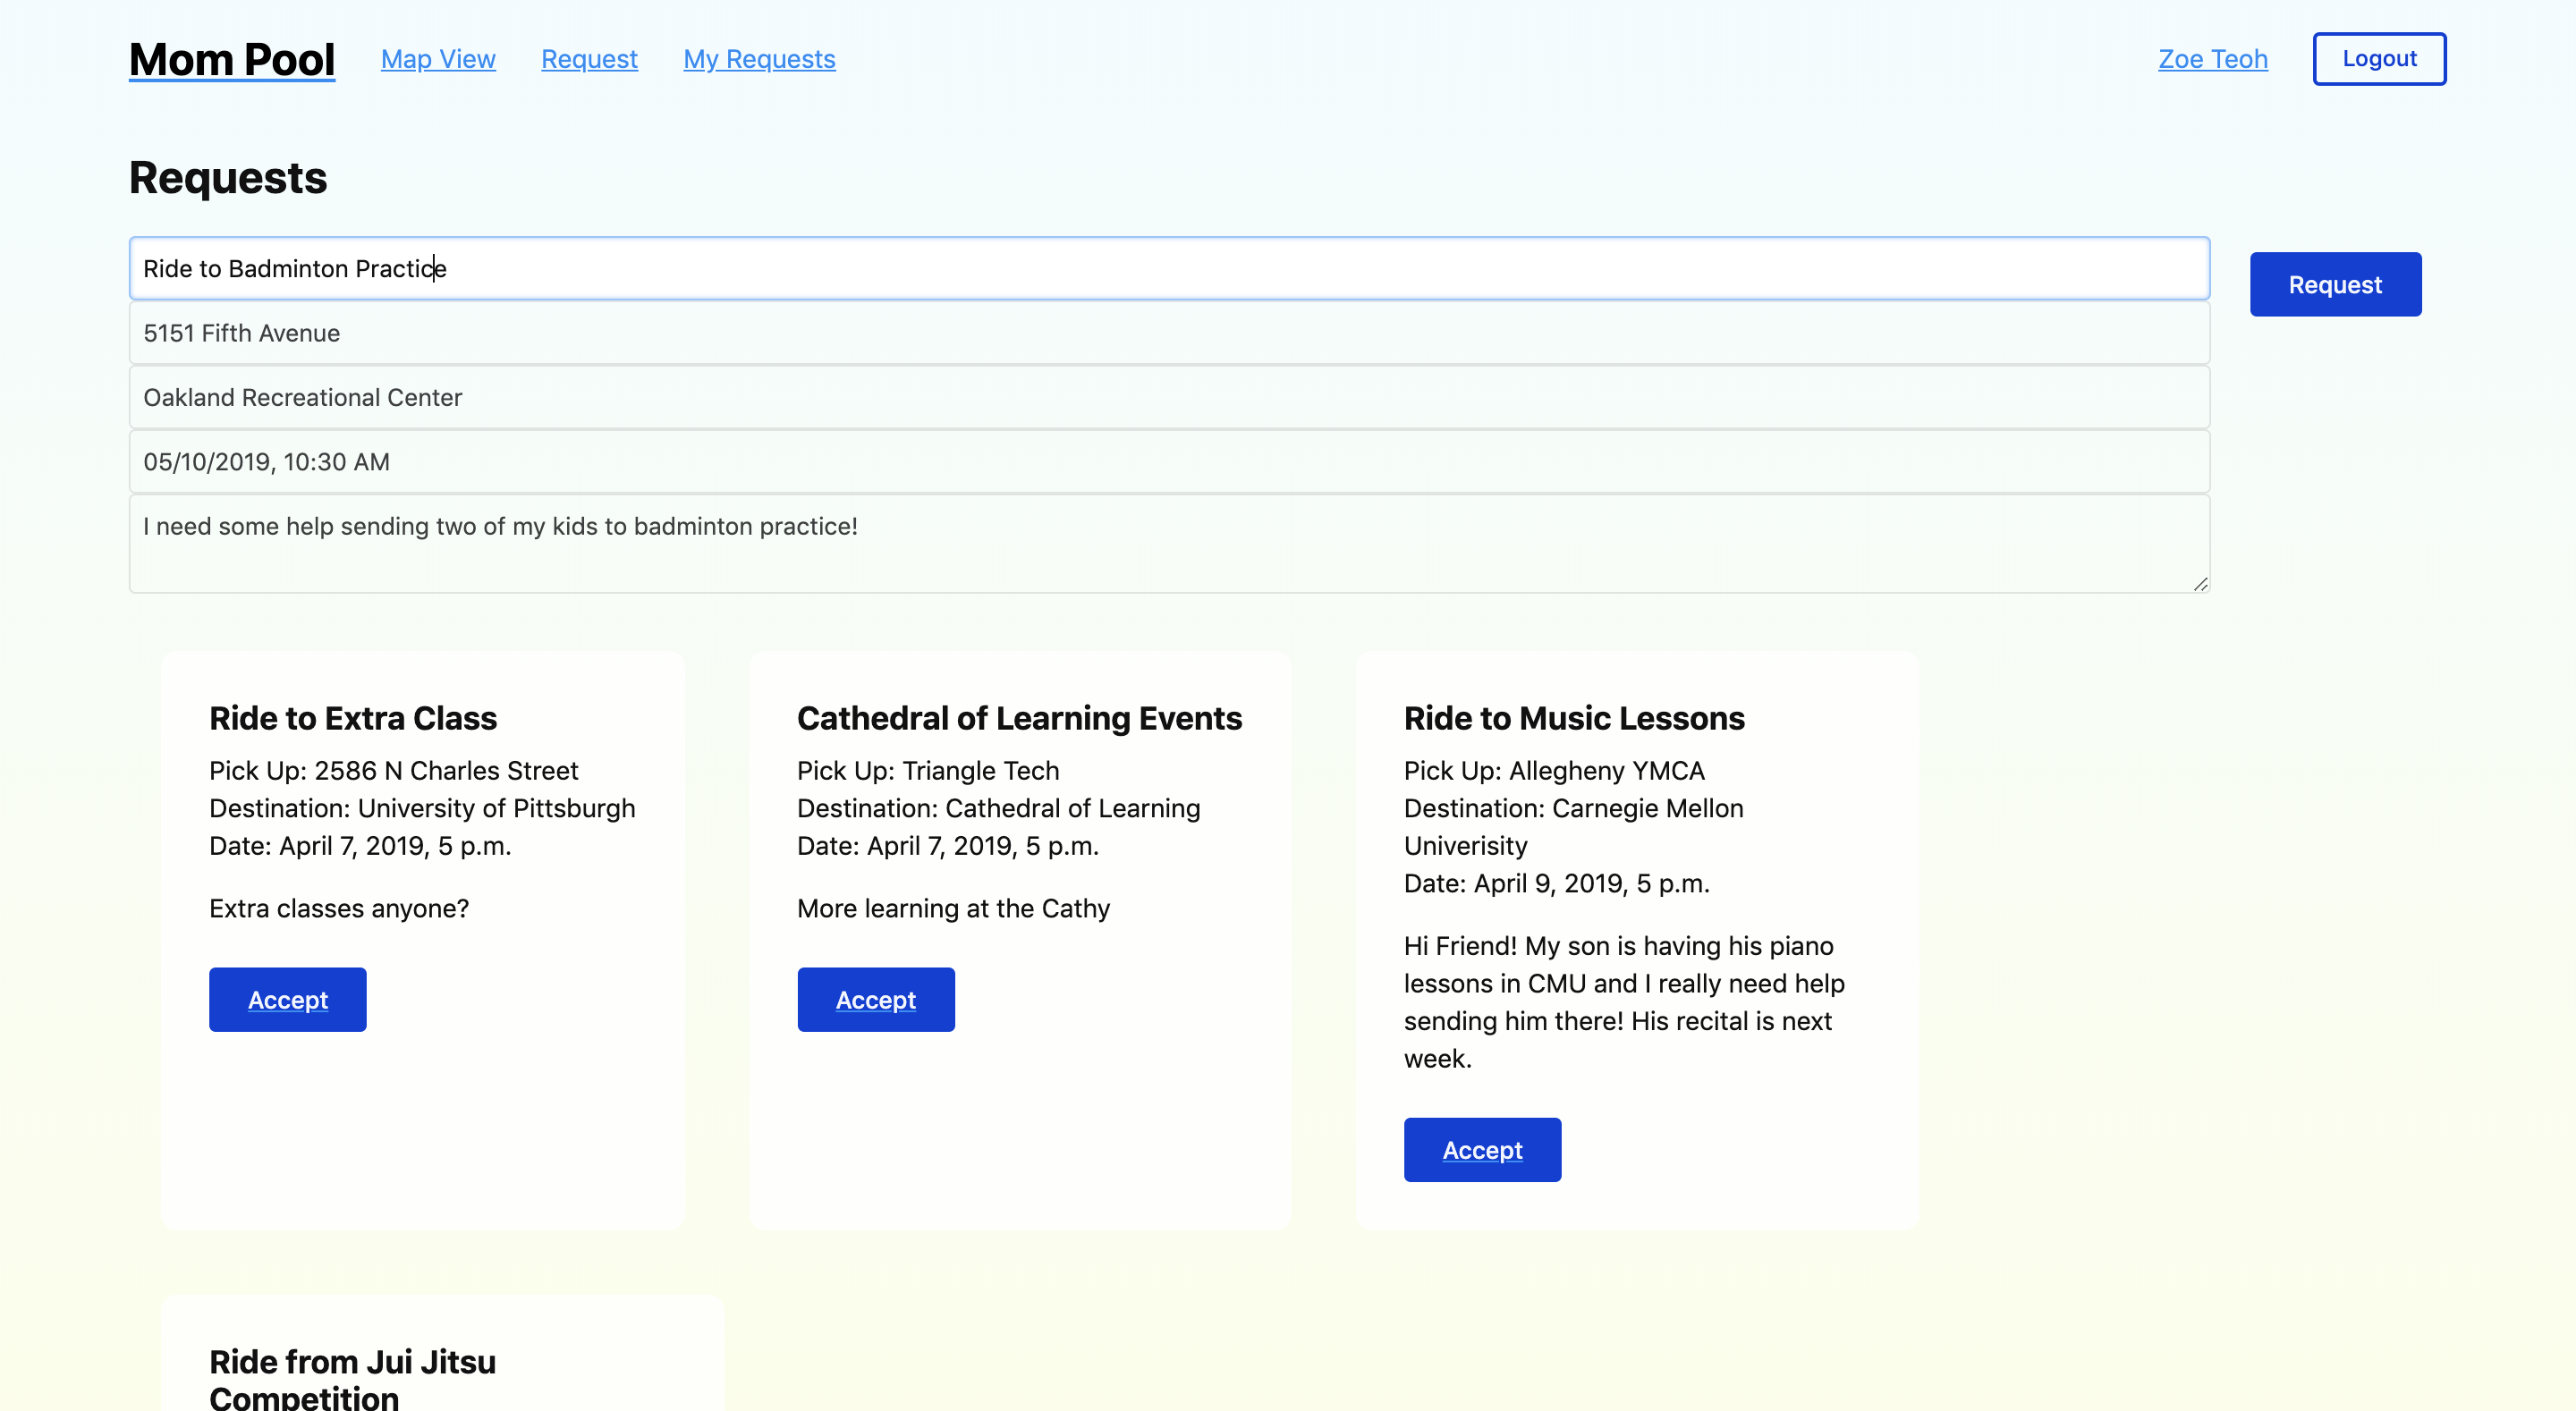 Mom Pool Map View Request My Requests Zoe Teoh Logout
Requests
Ride to Badminton Practice
Request
5151 Fifth Avenue
Oakland Recreational Center
05/10/2019, 10:30 AM
I need some help sending two of my kids to badminton practice!
Ride to Extra Class
Pick Up: 2586 N Charles Street
Destination: University of Pittsburgh
Date: April 7, 2019, 5 p.m.
Extra classes anyone?
Accept
Cathedral of Learning Events
Pick Up: Triangle Tech
Destination: Cathedral of Learning
Date: April 7, 2019, 5 p.m.
More learning at the Cathy
Accept
Ride to Music Lessons
Pick Up: Allegheny YMCA
Destination: Carnegie Mellon
Univerisity
Date: April 9, 2019, 5 p.m.
Hi Friend! My son is having his piano
lessons in CMU and I really need help
sending him there! His recital is next
week.
Accept
Ride from Jui Jitsu
Competition